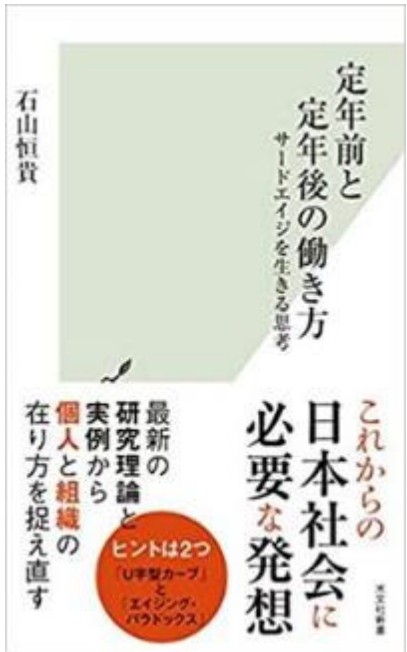 定年前と
定年後の働き方
サードエイジを生きる思考
石山恒貴
これからの
日本社会に
必要な発想
最新の
研究理論と
実例から
個人と組織の
在り方を捉え直す
ヒントは2つ
「U字型カーブ」
と
「エイジング・
パラドックス」
光文社新書